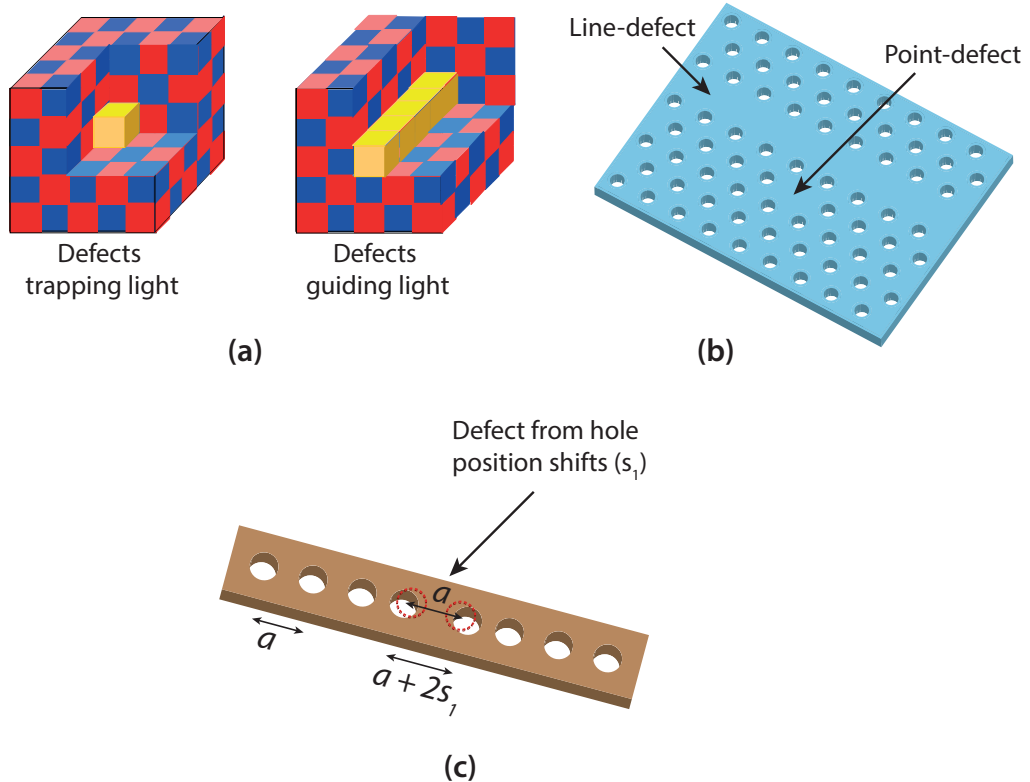 Defects
trapping light
Defects
guiding light
(a)
Line-defect
Point-defect
(b)
Defect from hole
position shifts (s₁)
a
a
a + 2s₁
(c)